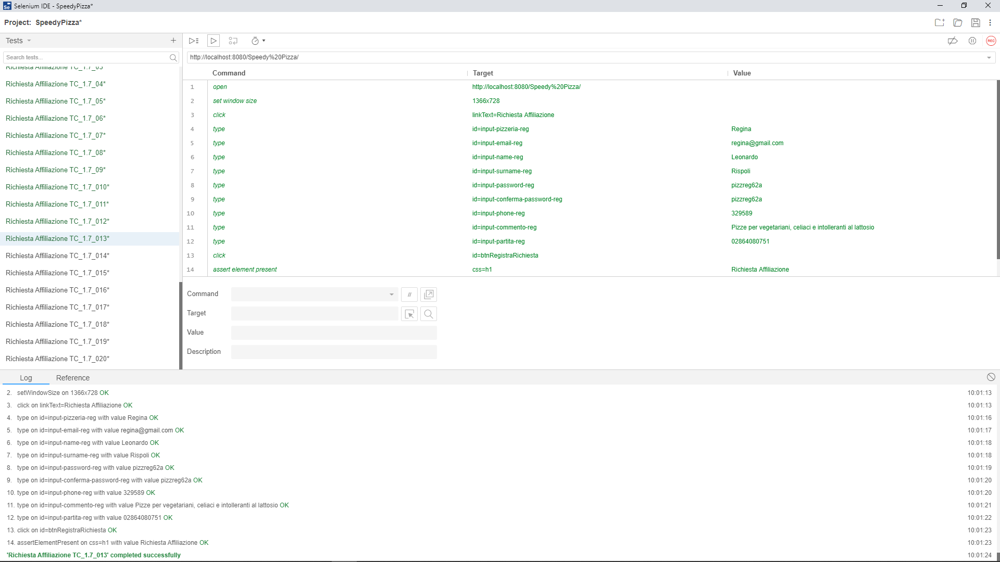 Selenium IDE - SpeedyPizza*
Project: SpeedyPizza*
Tests
Search tests...
http://localhost:8080/Speedy%20Pizza/
REC
Richiesta Affiliazione TC_1.7_03*
Richiesta Affiliazione TC_1.7_04*
Richiesta Affiliazione TC_1.7_05*
Richiesta Affiliazione TC_1.7_06*
Richiesta Affiliazione TC_1.7_07*
Richiesta Affiliazione TC_1.7_08*
Richiesta Affiliazione TC_1.7_09*
Richiesta Affiliazione TC_1.7_010*
Richiesta Affiliazione TC_1.7_011*
Richiesta Affiliazione TC_1.7_012*
Richiesta Affiliazione TC_1.7_013*
Richiesta Affiliazione TC_1.7_014*
Richiesta Affiliazione TC_1.7_015*
Richiesta Affiliazione TC_1.7_016*
Richiesta Affiliazione TC_1.7_017*
Richiesta Affiliazione TC_1.7_018*
Richiesta Affiliazione TC_1.7_019*
Richiesta Affiliazione TC_1.7_020*
Command Target Value
1 open http://localhost:8080/Speedy%20Pizza/
2 set window size 1366x728
3 click linkText=Richiesta Affiliazione
4 type id=input-pizzeria-reg Regina
5 type id=input-email-reg regina@gmail.com
6 type id=input-name-reg Leonardo
7 type id=input-surname-reg Rispoli
8 type id=input-password-reg pizzreg62a
9 type id=input-conferma-password-reg pizzreg62a
10 type id=input-phone-reg 329589
11 type id=input-commento-reg Pizze per vegetariani, celiaci e intolleranti al lattosio
12 type id=input-partita-reg 02864080751
13 click id=btnRegistraRichiesta
14 assert element present css=h1 Richiesta Affiliazione
Command //
Target
Value
Description
Log Reference
2. setWindowSize on 1366x728 OK 10:01:13
3. click on linkText=Richiesta Affiliazione OK 10:01:13
4. type on id=input-pizzeria-reg with value Regina OK 10:01:16
5. type on id=input-email-reg with value regina@gmail.com OK 10:01:17
6. type on id=input-name-reg with value Leonardo OK 10:01:18
7. type on id=input-surname-reg with value Rispoli OK 10:01:18
8. type on id=input-password-reg with value pizzreg62a OK 10:01:19
9. type on id=input-conferma-password-reg with value pizzreg62a OK 10:01:20
10. type on id=input-phone-reg with value 329589 OK 10:01:20
11. type on id=input-commento-reg with value Pizze per vegetariani, celiaci e intolleranti al lattosio OK 10:01:21
12. type on id=input-partita-reg with value 02864080751 OK 10:01:22
13. click on id=btnRegistraRichiesta OK 10:01:23
14. assertElementPresent on css=h1 with value Richiesta Affiliazione OK 10:01:23
'Richiesta Affiliazione TC_1.7_013' completed successfully 10:01:24